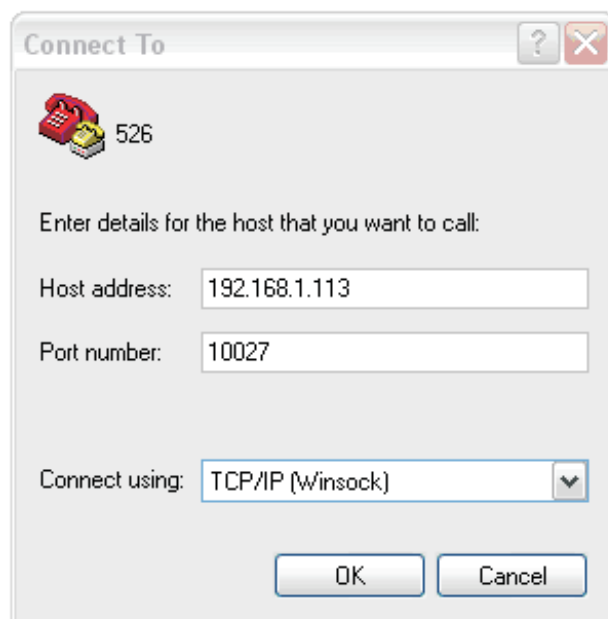 Connect To
526
Enter details for the host that you want to call:
Host address: 192.168.1.113
Port number: 10027
Connect using: TCP/IP (Winsock)
OK Cancel